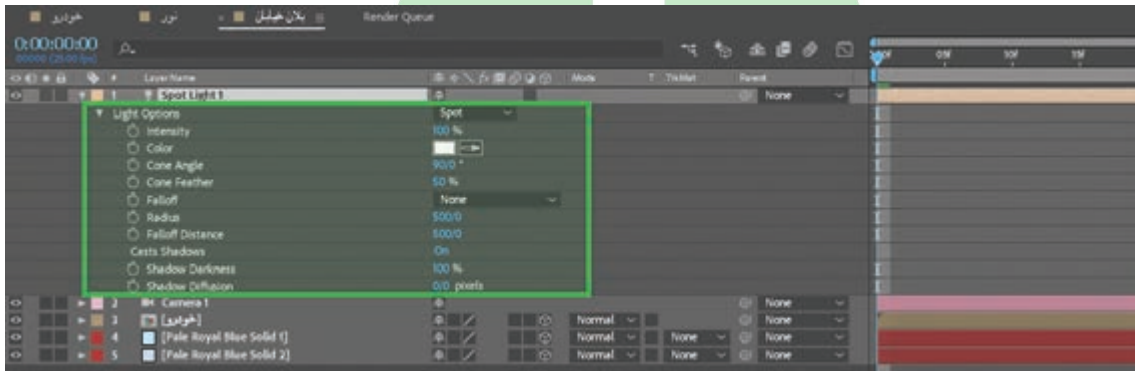 خودرو نور پلان خیابان Render Queue
0:00:00:00
00000 (25.00 fps)
05f 10f 15f
# Layer Name Mode T TrkMat Parent
1 Spot Light 1 None
Light Options Spot
Intensity 100 %
Color
Cone Angle 90/0 °
Cone Feather 50 %
Falloff None
Radius 500/0
Falloff Distance 500/0
Casts Shadows On
Shadow Darkness 100 %
Shadow Diffusion 0/0 pixels
2 Camera 1 None
3 [خودرو] Normal None
4 [Pale Royal Blue Solid 1] Normal None None
5 [Pale Royal Blue Solid 2] Normal None None